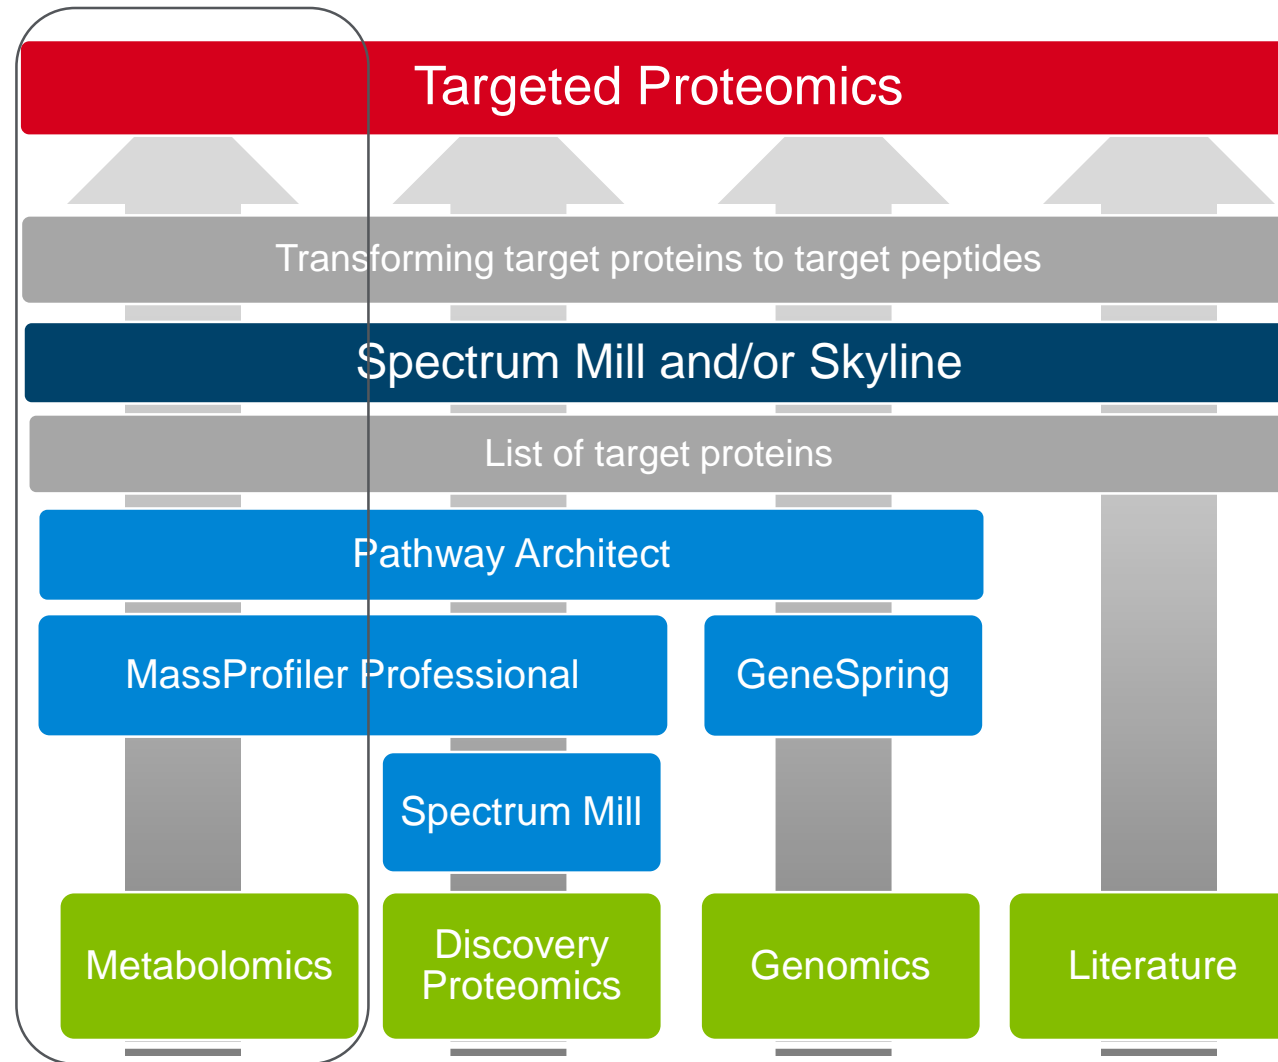 Targeted Proteomics
Transforming target proteins to target peptides
Spectrum Mill and/or Skyline
List of target proteins
Pathway Architect
MassProfiler Professional
GeneSpring
Spectrum Mill
Metabolomics
Discovery
Proteomics
Genomics
Literature